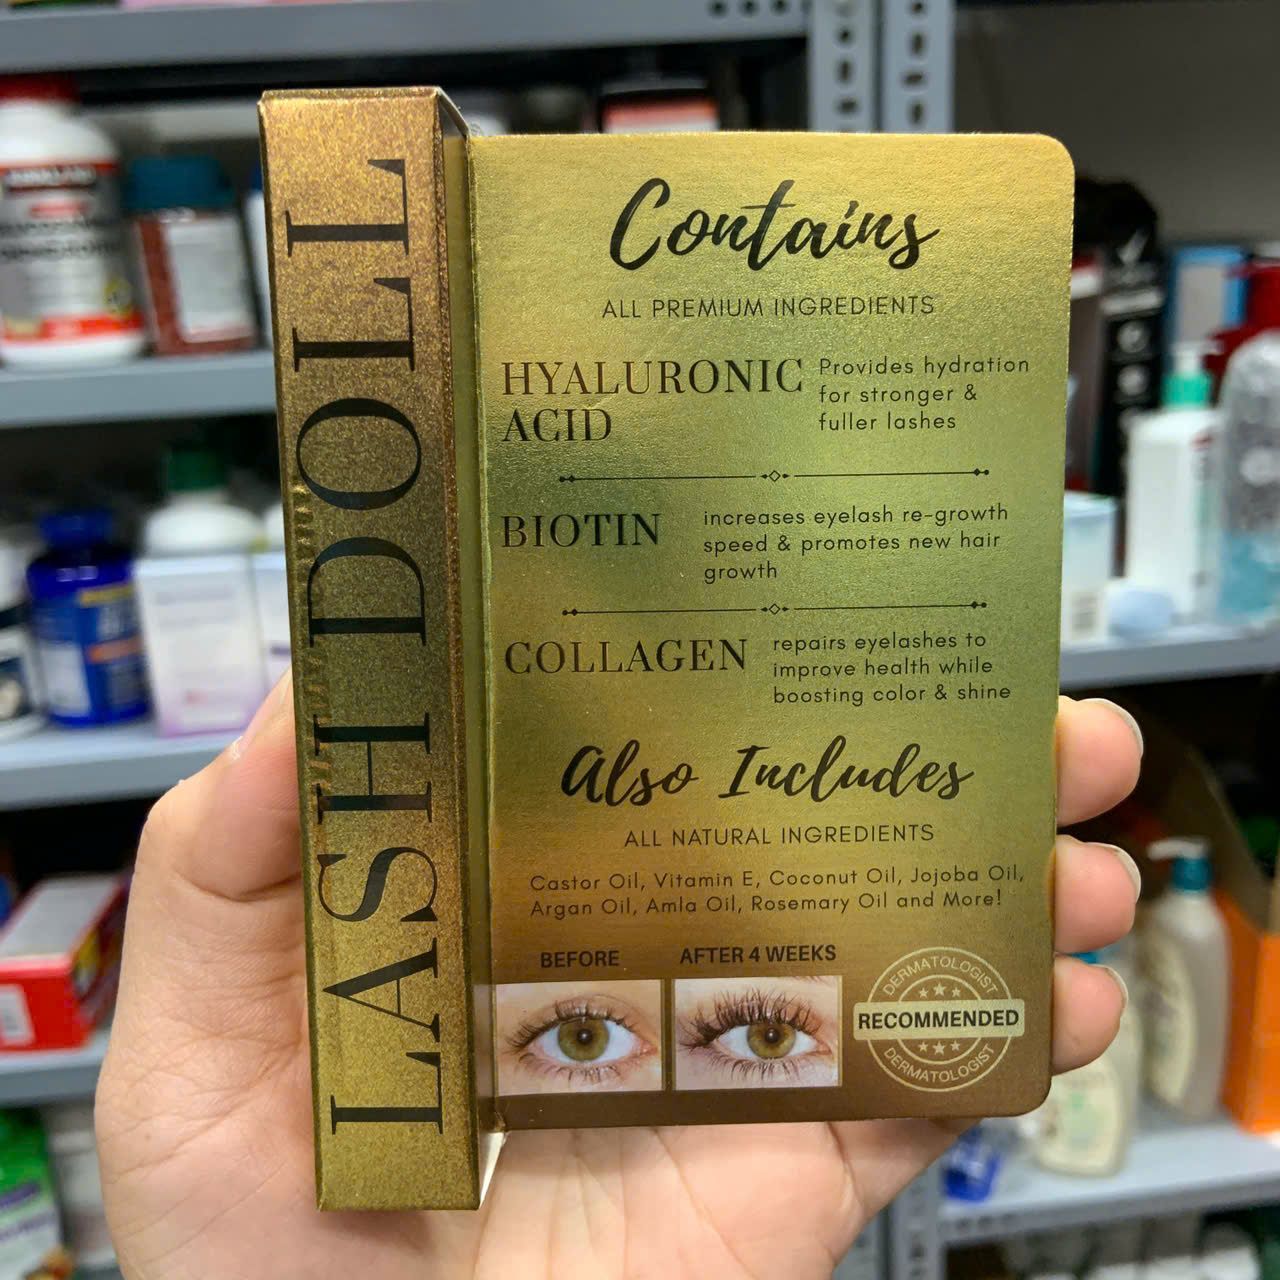 LASH DOLL
Contains
ALL PREMIUM INGREDIENTS
HYALURONIC
ACID
Provides hydration
for stronger &
fuller lashes
BIOTIN
increases eyelash re-growth
speed & promotes new hair
growth
COLLAGEN
repairs eyelashes to
improve health while
boosting color & shine
Also Includes
ALL NATURAL INGREDIENTS
Castor Oil, Vitamin E, Coconut Oil, Jojoba Oil,
Argan Oil, Amla Oil, Rosemary Oil and More!
BEFORE
AFTER 4 WEEKS
DERMATOLOGIST
RECOMMENDED
DERMATOLOGIST